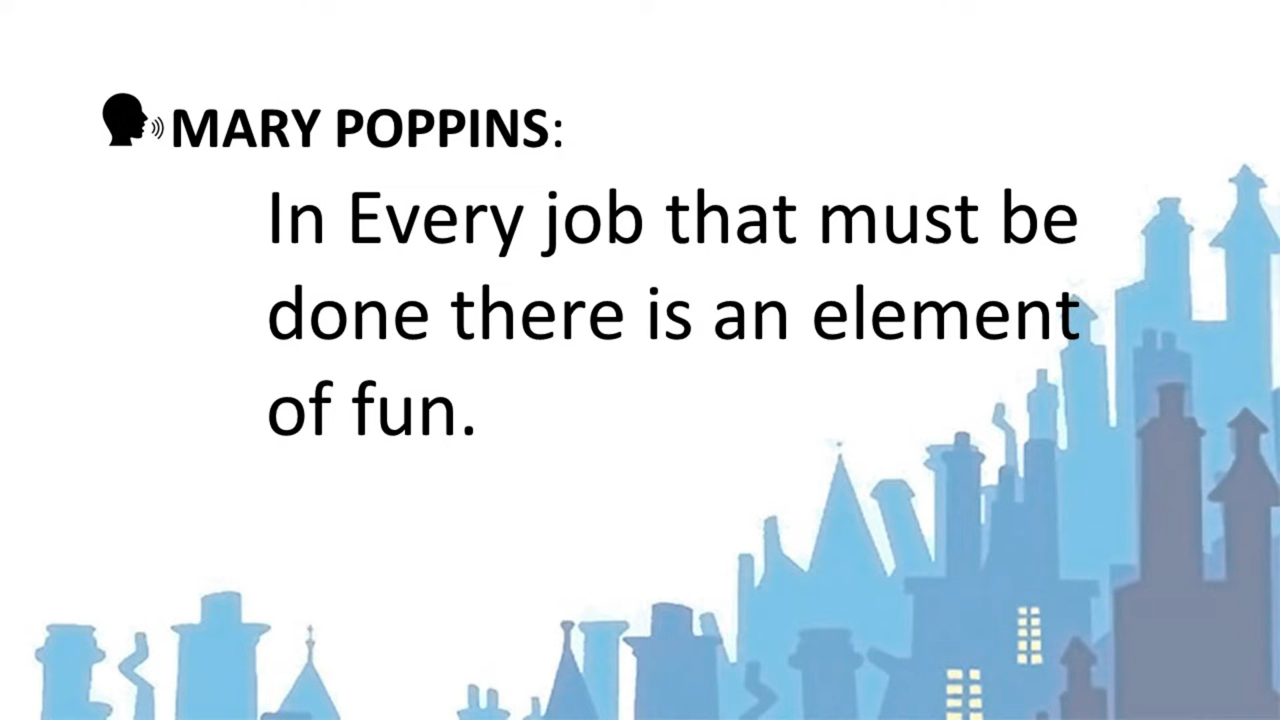 MARY POPPINS:
In Every job that must be
done there is an element
of fun.